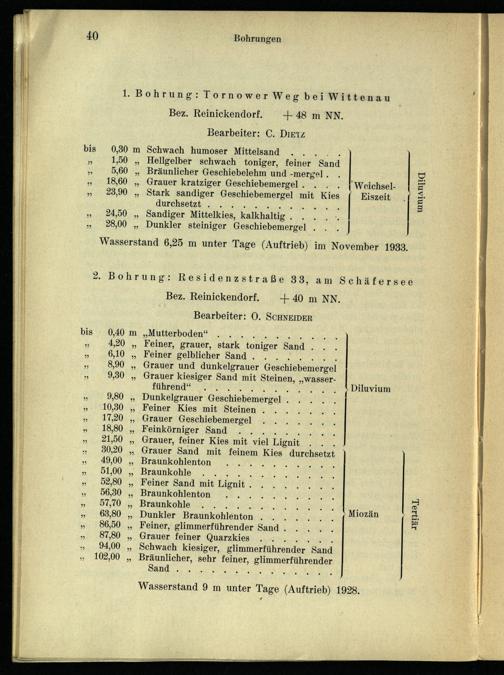 40
Bohrungen
1. Bohrung: Tornower Weg bei Wittenau
Bez. Reinickendorf. + 48 m NN.
Bearbeiter: C. Dietz
bis 0,30 m Schwach humoser Mittelsand . . . . .
„ 1,50 „ Hellgelber schwach toniger, feiner Sand
„ 5,60 „ Bräunlicher Geschiebelehm und -mergel . .
„ 18,60 „ Grauer kratziger Geschiebemergel . . . .
„ 23,90 „ Stark sandiger Geschiebemergel mit Kies
durchsetzt . . . . . . . . . . . .
„ 24,50 „ Sandiger Mittelkies, kalkhaltig . . . . .
„ 28,00 „ Dunkler steiniger Geschiebemergel . . .
Weichsel-
Eiszeit
Diluvium
Wasserstand 6,25 m unter Tage (Auftrieb) im November 1933.
2. Bohrung: Residenzstraße 33, am Schäfersee
Bez. Reinickendorf. + 40 m NN.
Bearbeiter: O. Schneider
bis 0,40 m „Mutterboden“ . . . . . . . . . .
„ 4,20 „ Feiner, grauer, stark toniger Sand . . .
„ 6,10 „ Feiner gelblicher Sand . . . . . . . .
„ 8,90 „ Grauer und dunkelgrauer Geschiebemergel
„ 9,30 „ Grauer kiesiger Sand mit Steinen, „wasser-
führend“ . . . . . . . . . . . .
„ 9,80 „ Dunkelgrauer Geschiebemergel . . . . .
„ 10,30 „ Feiner Kies mit Steinen . . . . . . .
„ 17,20 „ Grauer Geschiebemergel . . . . . . .
„ 18,80 „ Feinkörniger Sand . . . . . . . . .
„ 21,50 „ Grauer, feiner Kies mit viel Lignit . . . .
Diluvium
„ 30,20 „ Grauer Sand mit feinem Kies durchsetzt
„ 49,00 „ Braunkohlenton . . . . . . . . . .
„ 51,00 „ Braunkohle . . . . . . . . . . . .
„ 52,80 „ Feiner Sand mit Lignit . . . . . . . .
„ 56,30 „ Braunkohlenton . . . . . . . . . .
„ 57,70 „ Braunkohle . . . . . . . . . . . .
„ 63,80 „ Dunkler Braunkohlenton . . . . . . .
„ 86,50 „ Feiner, glimmerführender Sand . . . . .
„ 87,80 „ Grauer feiner Quarzkies . . . . . . .
„ 94,00 „ Schwach kiesiger, glimmerführender Sand
„ 102,00 „ Bräunlicher, sehr feiner, glimmerführender
Sand . . . . . . . . . . . . . .
Miozän
Tertiär
Wasserstand 9 m unter Tage (Auftrieb) 1928.